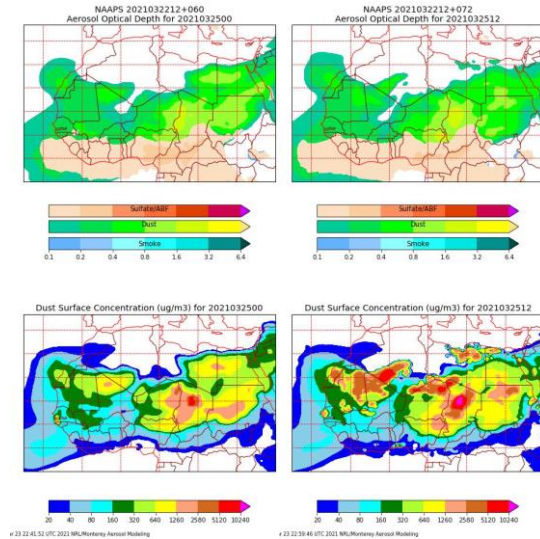 NAAPS 2021032212+060
Aerosol Optical Depth for 2021032500
NAAPS 2021032212+072
Aerosol Optical Depth for 2021032512
Sulfate/ABF
Dust
Smoke
0.1 0.2 0.4 0.8 1.6 3.2 6.4
Sulfate/ABF
Dust
Smoke
0.1 0.2 0.4 0.8 1.6 3.2 6.4
Dust Surface Concentration (ug/m3) for 2021032500
Dust Surface Concentration (ug/m3) for 2021032512
20 40 80 160 320 640 1280 2560 5120 10240
20 40 80 160 320 640 1260 2580 5120 10240
r 23 22:41:52 UTC 2021 NRL/Monterey Aerosol Modeling
r 23 22:59:46 UTC 2021 NRL/Monterey Aerosol Modeling